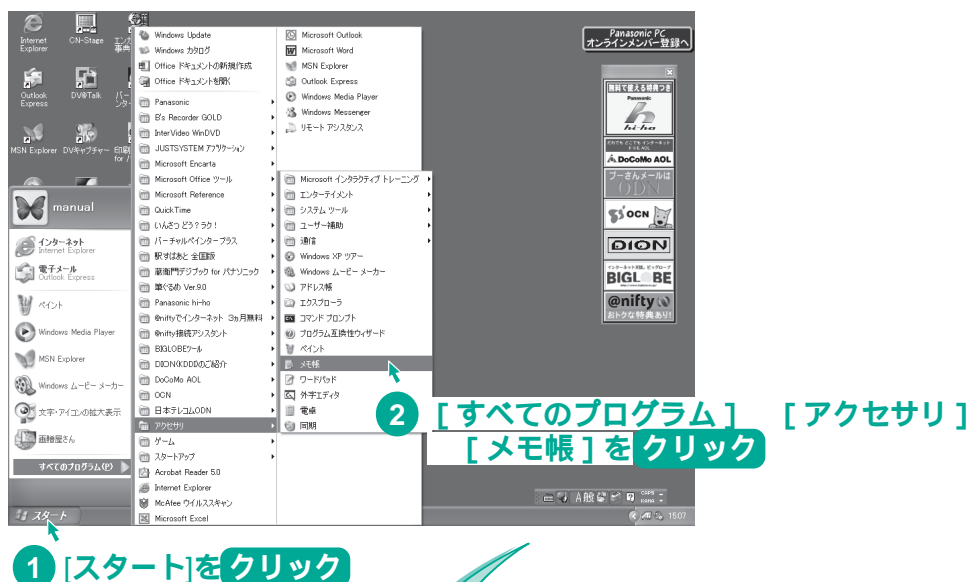 Internet
Explorer
CN-Stage
Outlook
Express
DV@Talk
MSN Explorer
DVキャプチャー
manual
インターネット
Internet Explorer
電子メール
Outlook Express
ペイント
Windows Media Player
MSN Explorer
Windows ムービー メーカー
文字・アイコンの拡大表示
画像屋さん
すべてのプログラム(P)
スタート
Windows Update
Windows カタログ
Office ドキュメントの新規作成
Office ドキュメントを開く
Panasonic
B's Recorder GOLD
InterVideo WinDVD
JUSTSYSTEM アプリケーション
Microsoft Encarta
Microsoft Office ツール
Microsoft Reference
QuickTime
いんさつ どう?ラク!
バーチャルペインタープラス
駅すぱあと 全国版
蔵衛門デジブック for パナソニック
筆ぐるめ Ver.9.0
Panasonic hi-ho
@niftyでインターネット 3ヵ月無料
@nifty接続アシスタント
BIGLOBEツール
DION(KDDI)のご紹介
DoCoMo AOL
OCN
日本テレコムODN
アクセサリ
ゲーム
スタートアップ
Acrobat Reader 5.0
Internet Explorer
McAfee ウイルススキャン
Microsoft Excel
Microsoft Outlook
Microsoft Word
MSN Explorer
Outlook Express
Windows Media Player
Windows Messenger
リモート アシスタンス
Microsoft インタラクティブ トレーニング
エンターテイメント
システム ツール
ユーザー補助
通信
Windows XP ツアー
Windows ムービー メーカー
アドレス帳
エクスプローラ
コマンド プロンプト
プログラム互換性ウィザード
ペイント
メモ帳
ワードパッド
外字エディタ
電卓
同期
Panasonic PC
オンラインメンバー登録へ
無料で使える特典つき
Panasonic
hi-ho
DoCoMo AOL
プーさんメールは
ODN
OCN
DION
BIGLOBE
@nifty
おトクな特典あり!
A 般
CAPS
KANA
15:07
2 [すべてのプログラム] [アクセサリ]
[メモ帳]を クリック
1 [スタート]を クリック